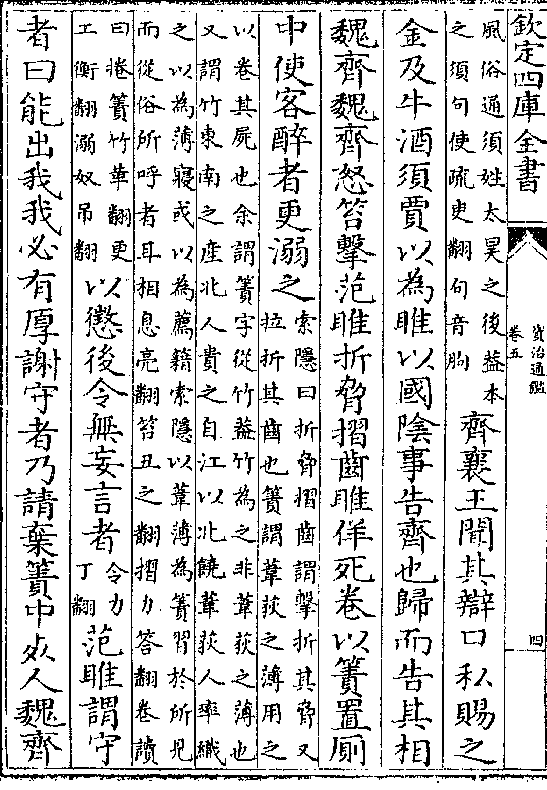 欽定四庫全書
資治通鑑
卷五
四
風俗通須姓太昊之後蓋本
之須句使疏吏翻句音朐
齊襄王聞其辯口私賜之
金及牛酒須賈以為睢以國陰事告齊也歸而告其相
魏齊魏齊怒笞擊范睢折脅摺齒睢佯死卷以簀置厠
中使客醉者更溺之
索隱曰折脅摺齒謂擊折其脅又
拉折其齒也簀謂葦荻之薄用之
以卷其屍也余謂簀字從竹蓋竹為之非葦荻之薄也
又謂竹東南之產北人貴之自江以北饒葦荻人率織
之以為薄寢或以為薦籍索隱以葦薄為簀習於所見
而從俗所呼者耳相息亮翻笞丑之翻摺力答翻卷讀
曰捲簀竹華翻更
工衡翻溺奴吊翻
以懲後令無妄言者
令力
丁翻
范睢謂守
者曰能出我我必有厚謝守者乃請棄簀中死人魏齊